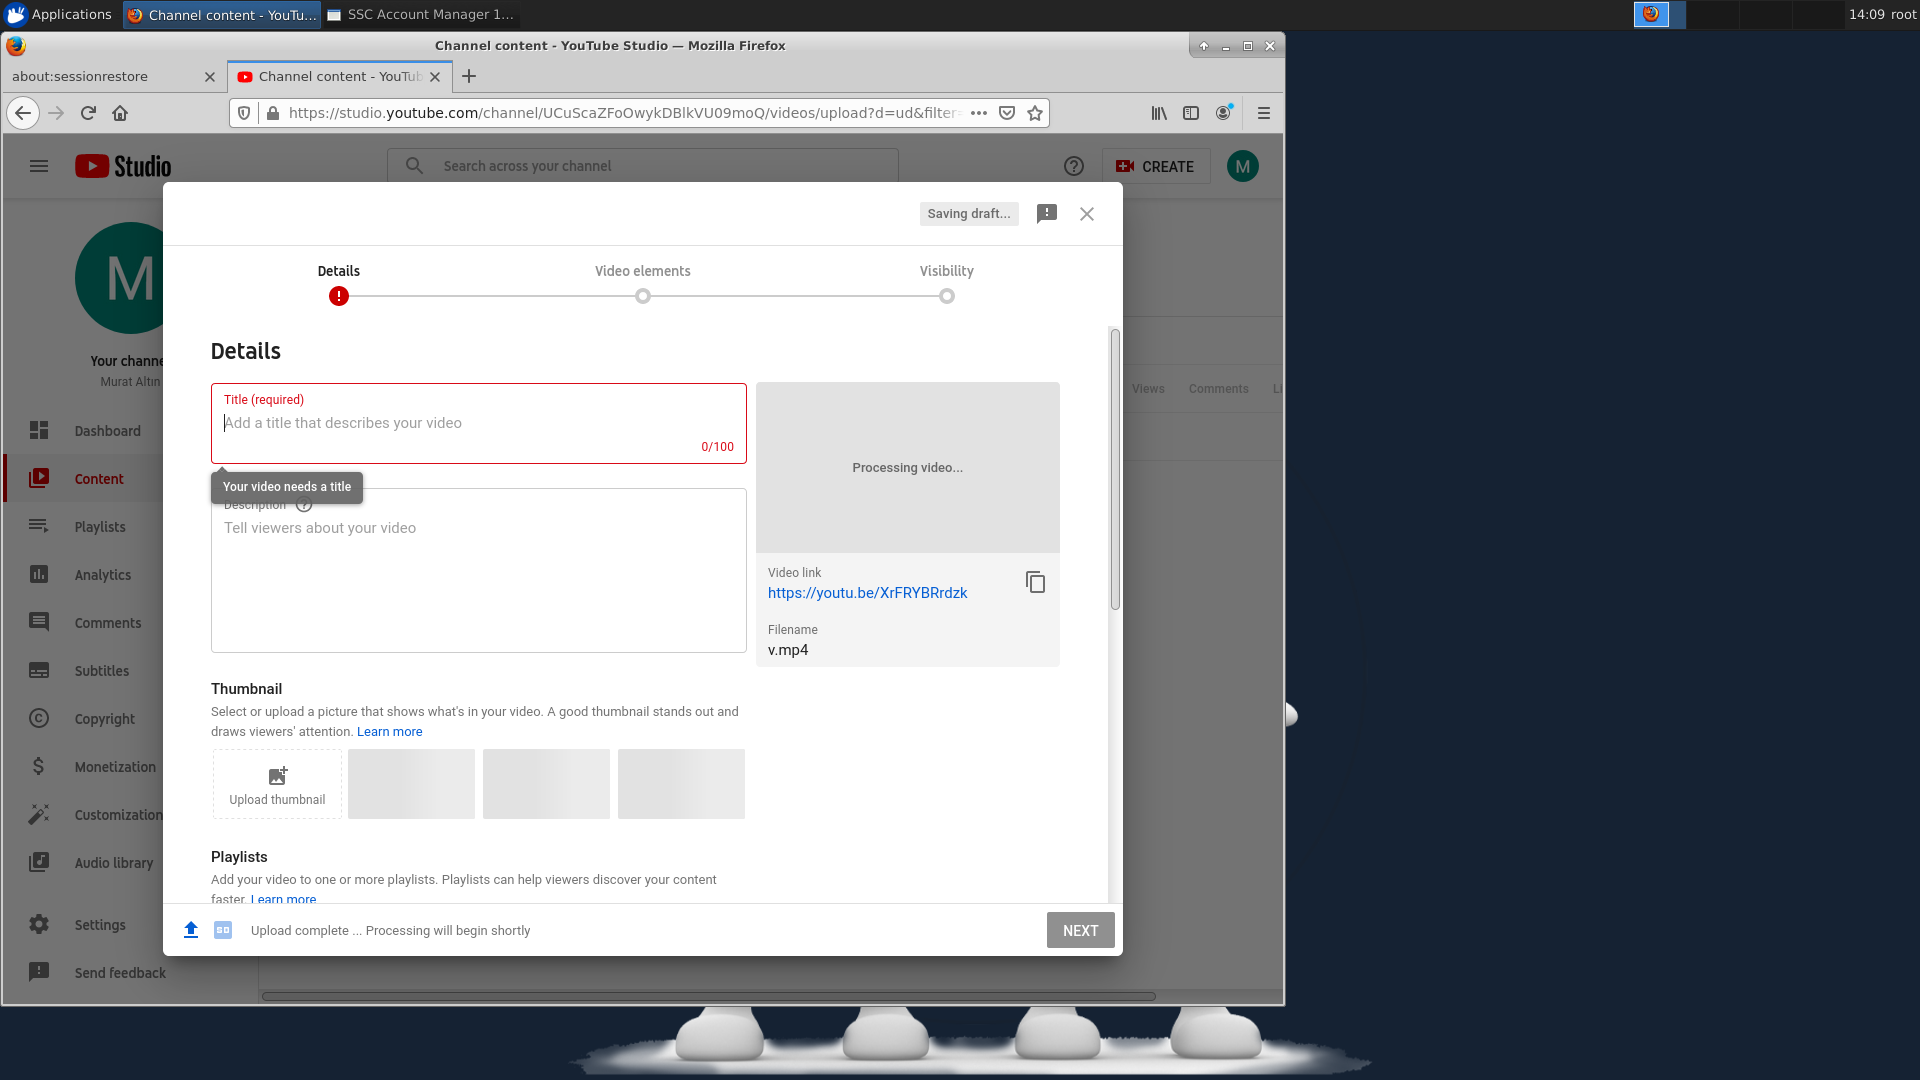 Applications
Channel content - YouTu...
SSC Account Manager 1...
14:09 root
Channel content - YouTube Studio — Mozilla Firefox
about:sessionrestore
Channel content - YouTub
https://studio.youtube.com/channel/UCuScaZFoOwykDBlkVU09moQ/videos/upload?d=ud&filter=
Studio
Search across your channel
CREATE
M
Saving draft...
M
Details
Video elements
Visibility
Your channe
Murat Altın
Details
Title (required)
Add a title that describes your video
0/100
Your video needs a title
Description
Tell viewers about your video
Processing video...
Video link
https://youtu.be/XrFRYBRrdzk
Filename
v.mp4
Views
Comments
Li
Dashboard
Content
Playlists
Analytics
Comments
Subtitles
Copyright
Monetization
Customization
Audio library
Settings
Send feedback
Thumbnail
Select or upload a picture that shows what's in your video. A good thumbnail stands out and
draws viewers' attention. Learn more
Upload thumbnail
Playlists
Add your video to one or more playlists. Playlists can help viewers discover your content
faster. Learn more
SD
Upload complete ... Processing will begin shortly
NEXT